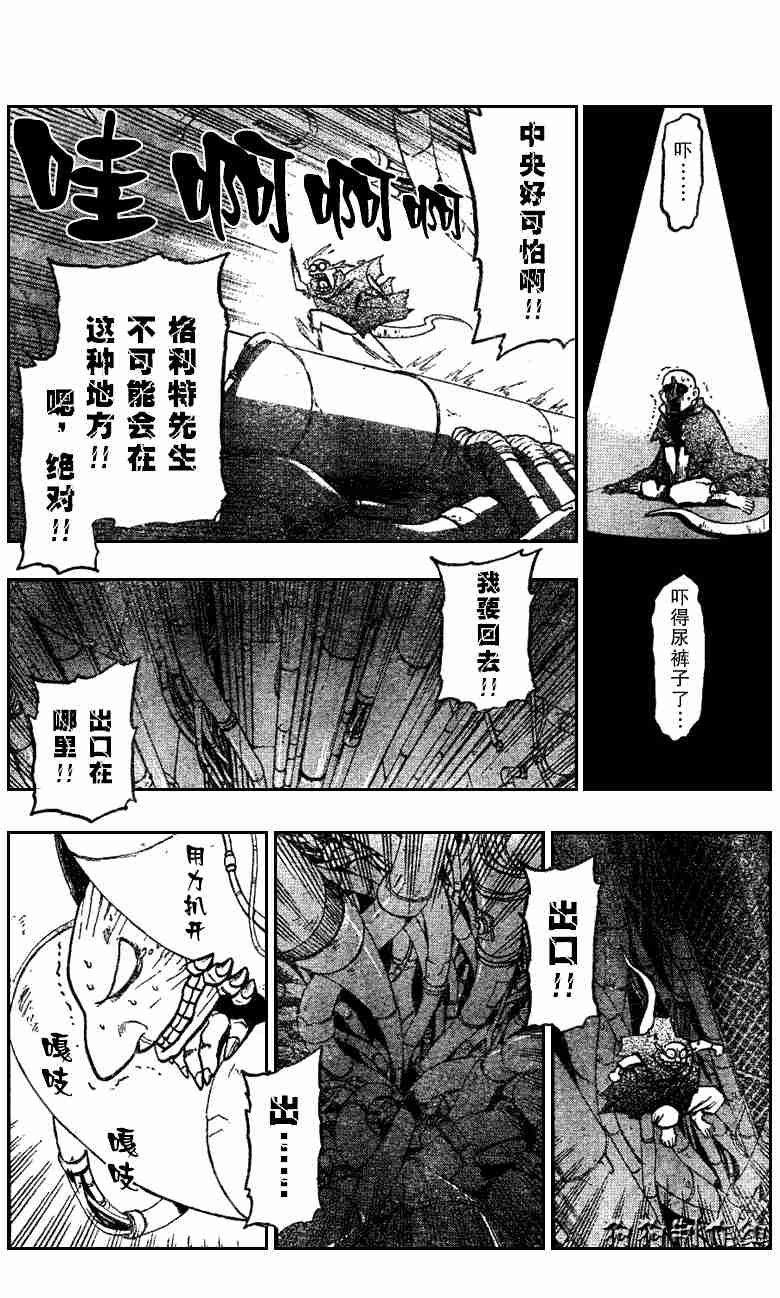 吓……
吓得尿裤子了…
中央好可怕啊!!
哇啊啊啊
格利特先生
不可能会在
这种地方!!
嗯，绝对!!
我要回去!!
出口在
哪里!!
出口!!
出……
用力扒开
嘎吱
嘎吱